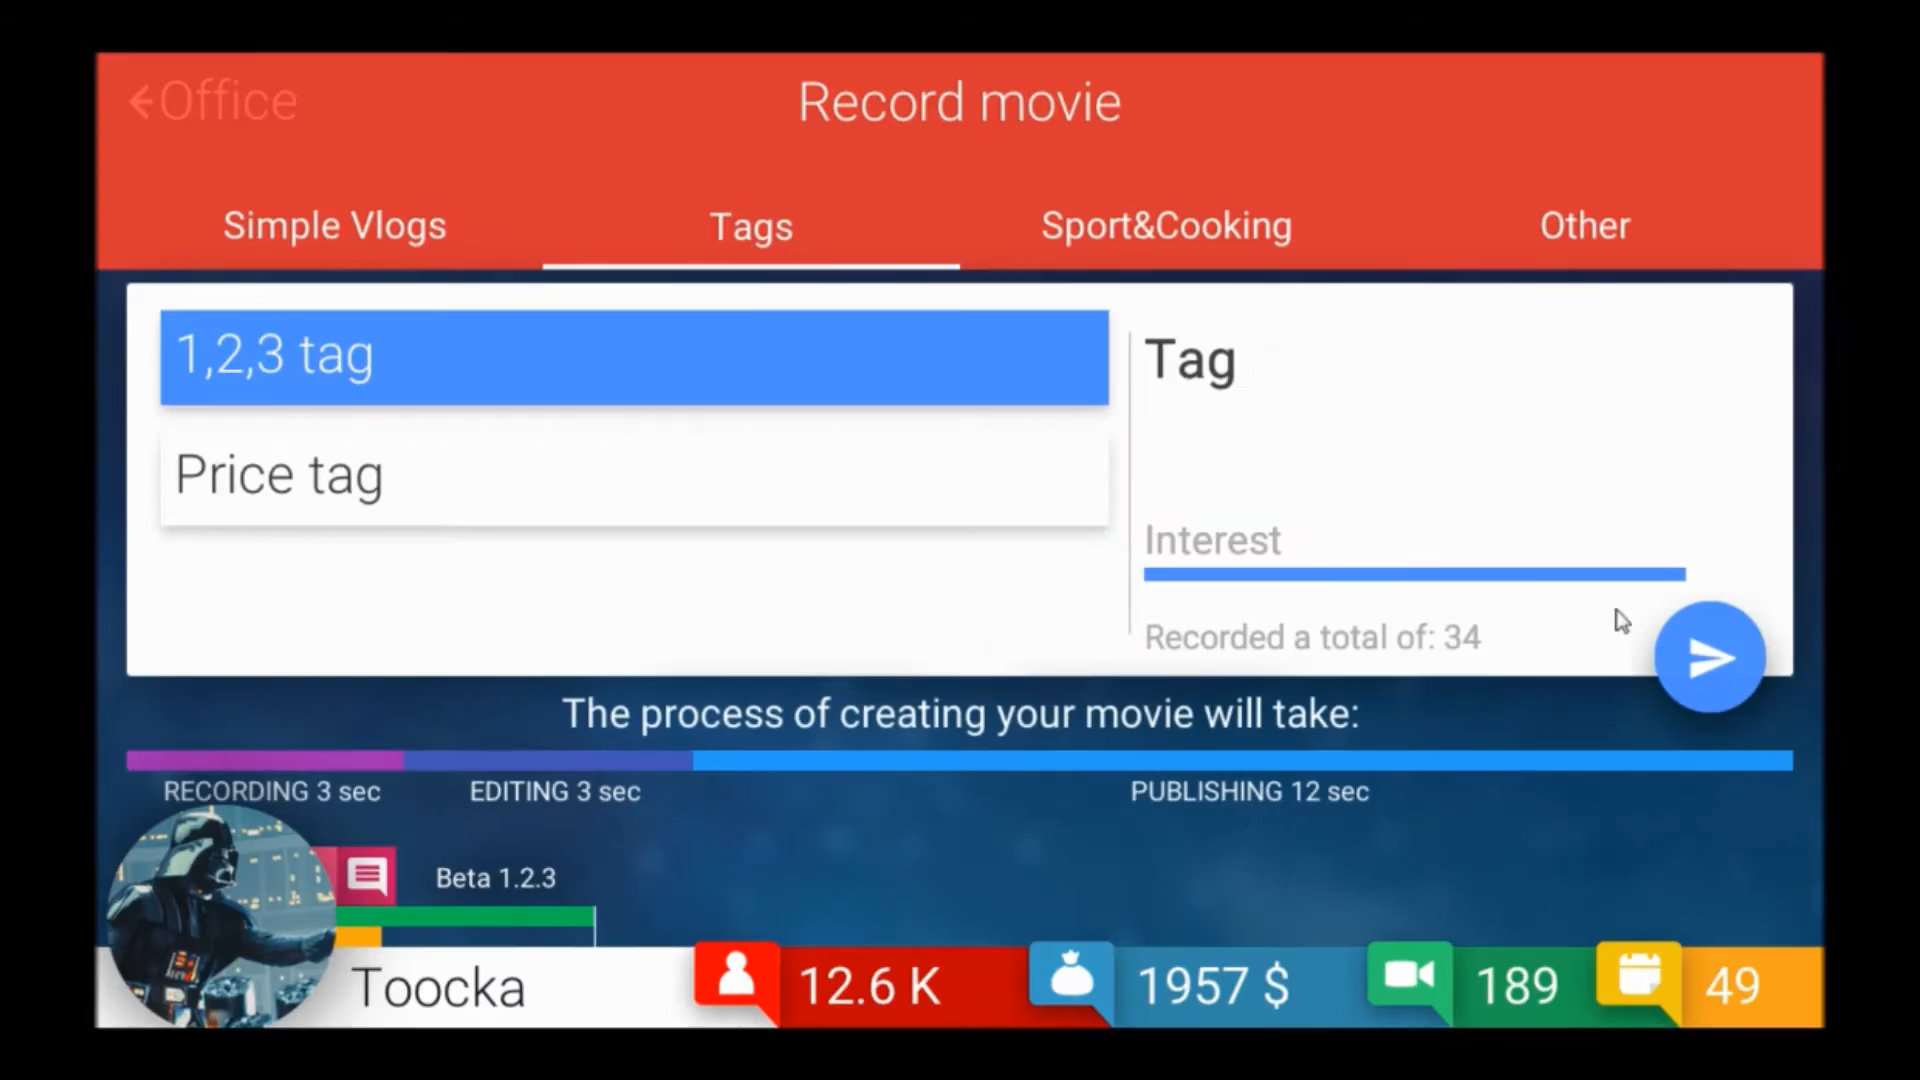 Office
Record movie
Simple Vlogs
Tags
Sport&Cooking
Other
1,2,3 tag
Price tag
Tag
Interest
Recorded a total of: 34
The process of creating your movie will take:
RECORDING 3 sec
EDITING 3 sec
PUBLISHING 12 sec
Beta 1.2.3
Toocka
12.6 K
1957 $
189
49